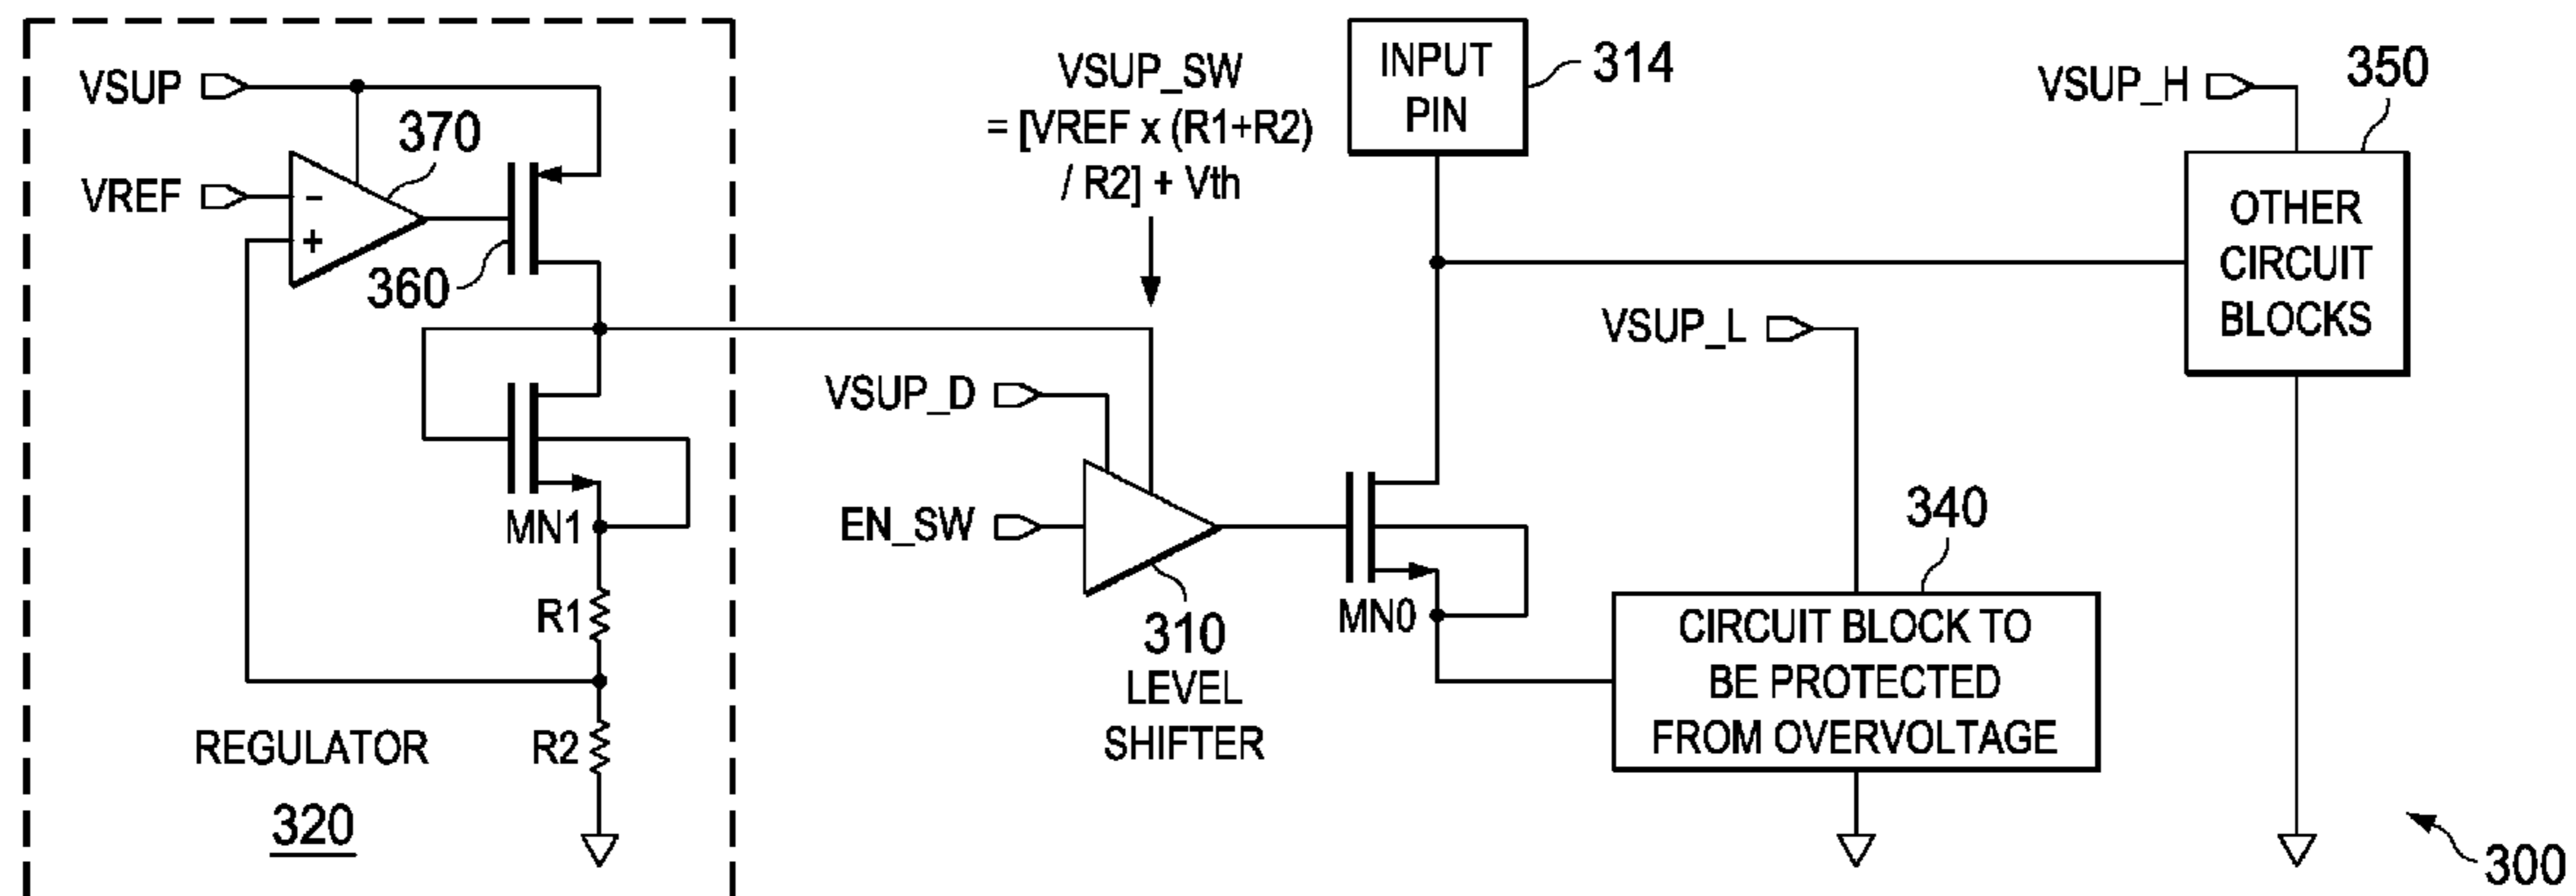 VSUP
VREF
370
360
MN1
R1
R2
REGULATOR
320
VSUP_SW
= [VREF x (R1+R2)
/ R2] + Vth
VSUP_D
EN_SW
310
LEVEL
SHIFTER
INPUT
PIN
314
MN0
VSUP_L
340
CIRCUIT BLOCK TO
BE PROTECTED
FROM OVERVOLTAGE
VSUP_H
350
OTHER
CIRCUIT
BLOCKS
300